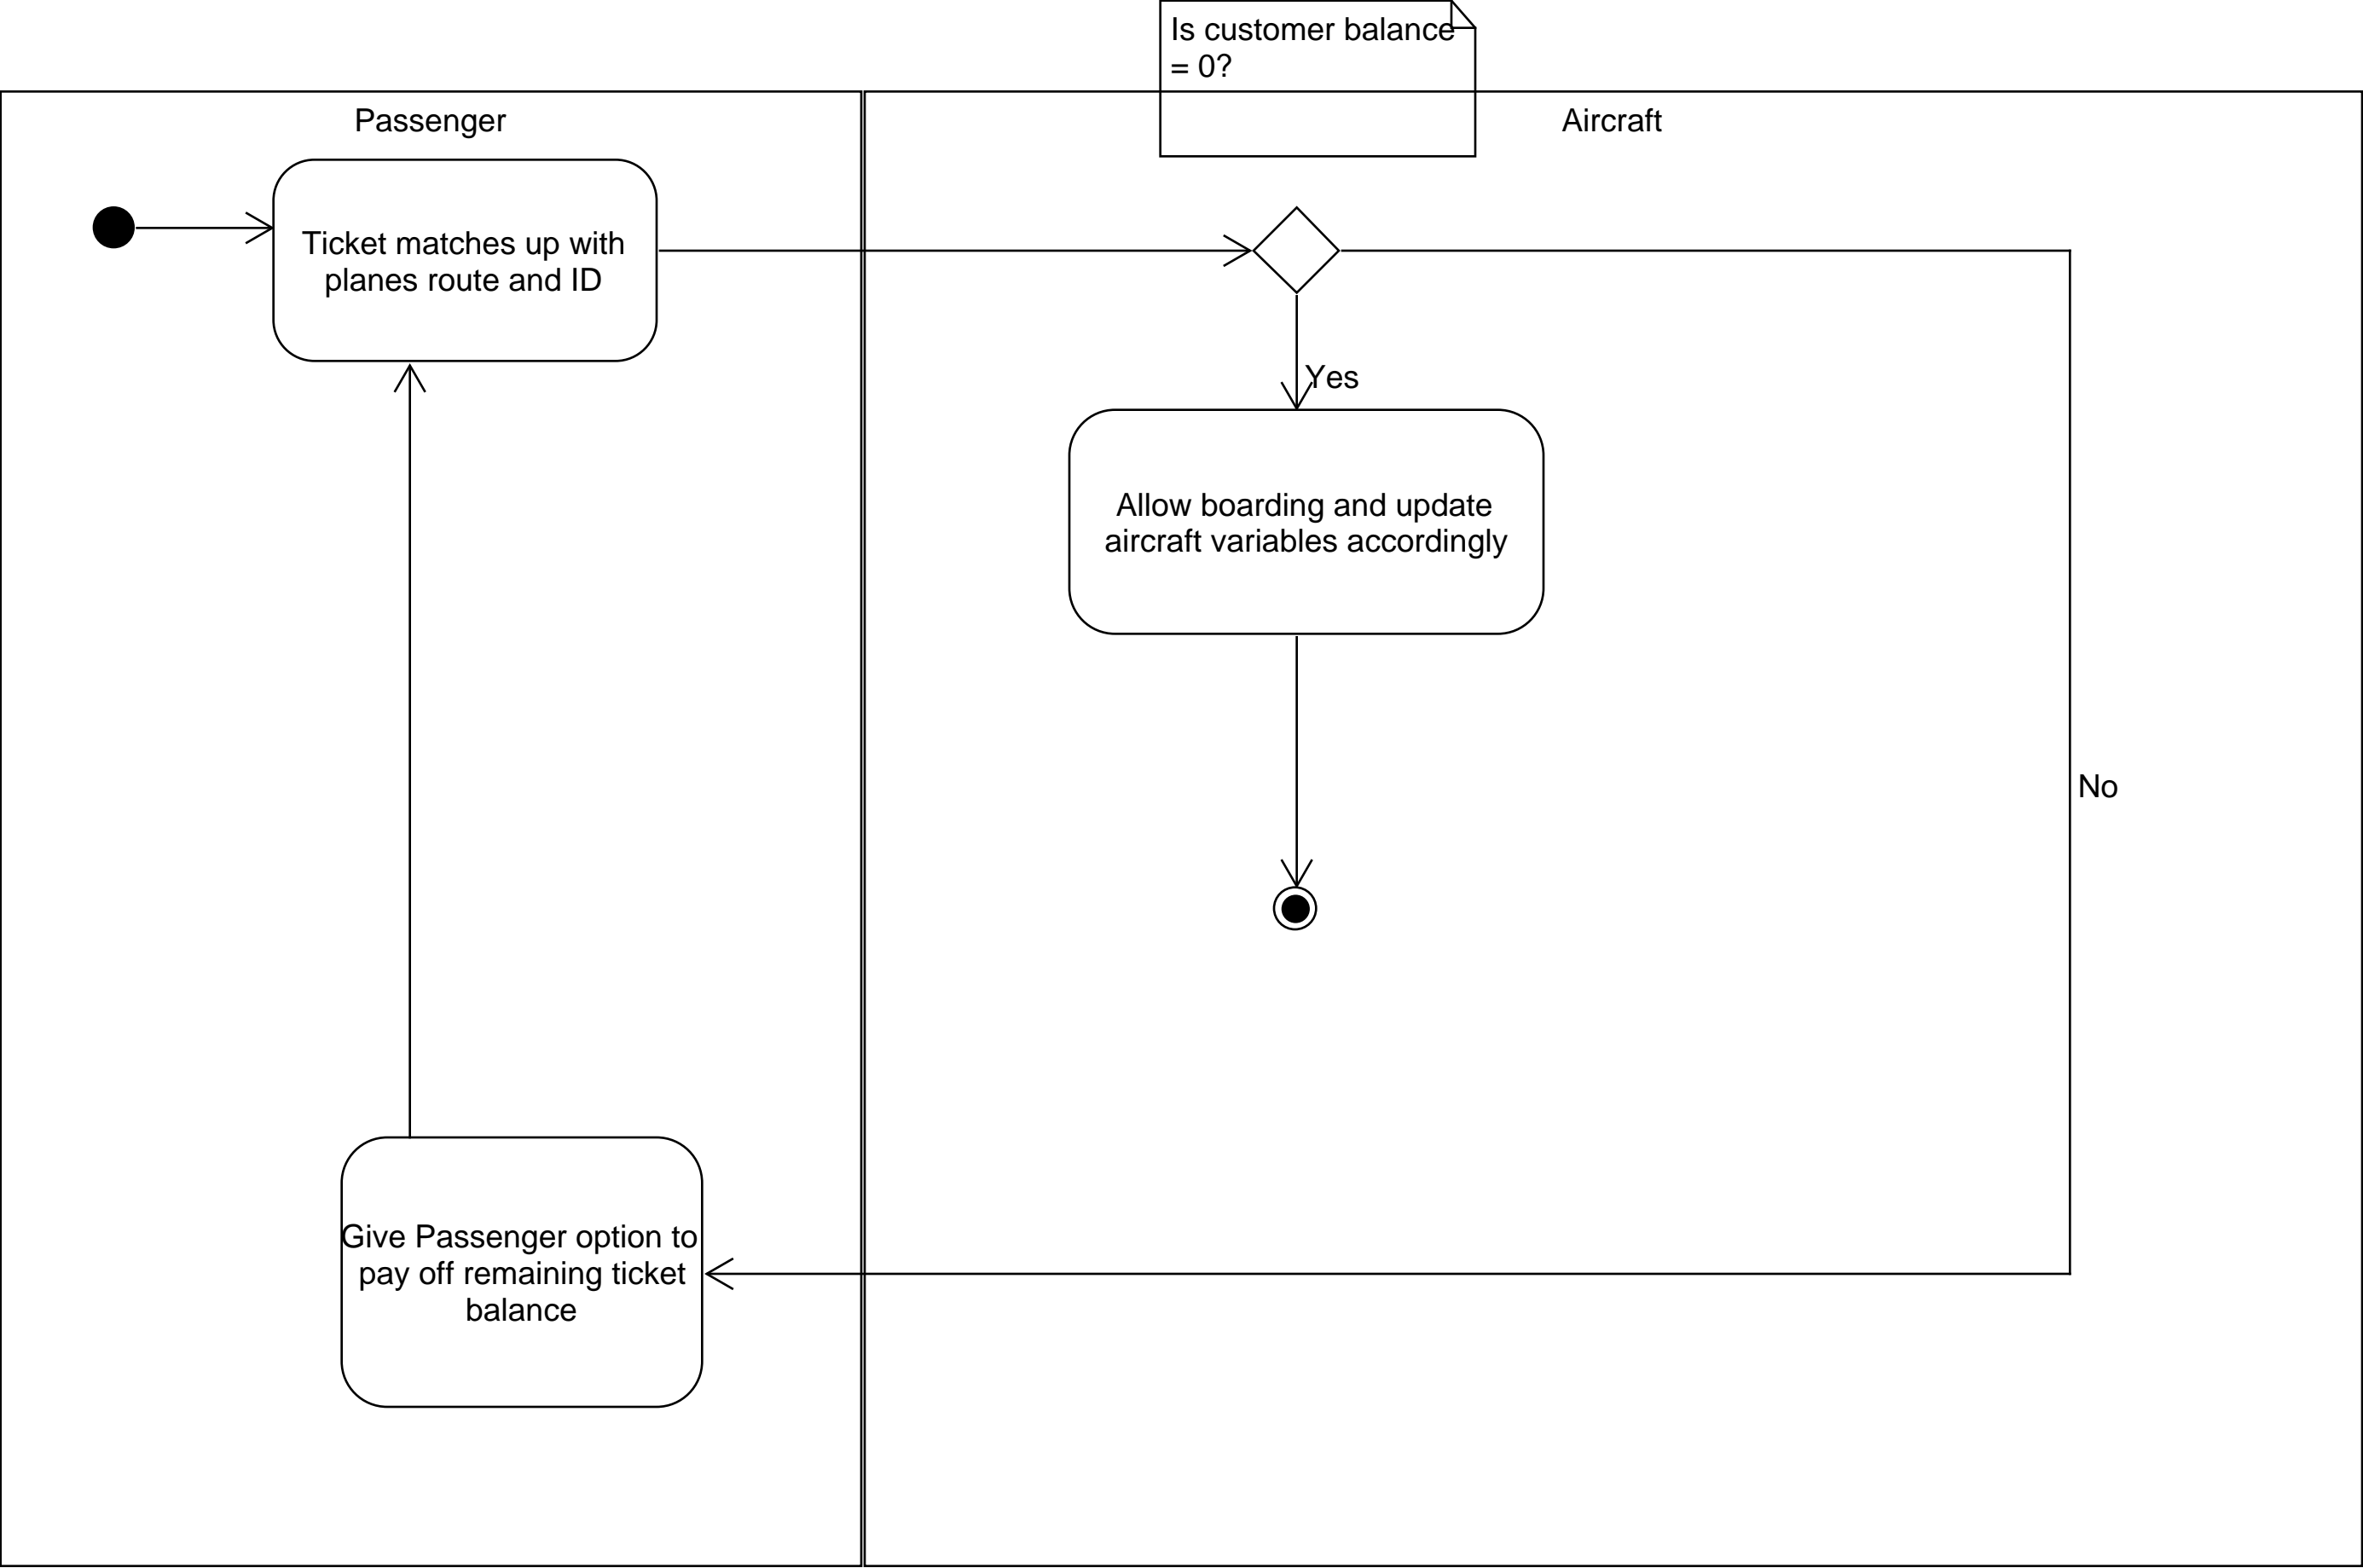 Is customer balance
= 0?
Passenger
Aircraft
Ticket matches up with
planes route and ID
Yes
Allow boarding and update
aircraft variables accordingly
No
Give Passenger option to
pay off remaining ticket
balance